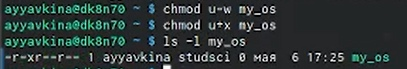 ayyavkina@dk8n70 ~ $ chmod u-w my_os
ayyavkina@dk8n70 ~ $ chmod u+x my_os
ayyavkina@dk8n70 ~ $ ls -l my_os
-r-xr--r-- 1 ayyavkina studsci 0 мая  6 17:25 my_os